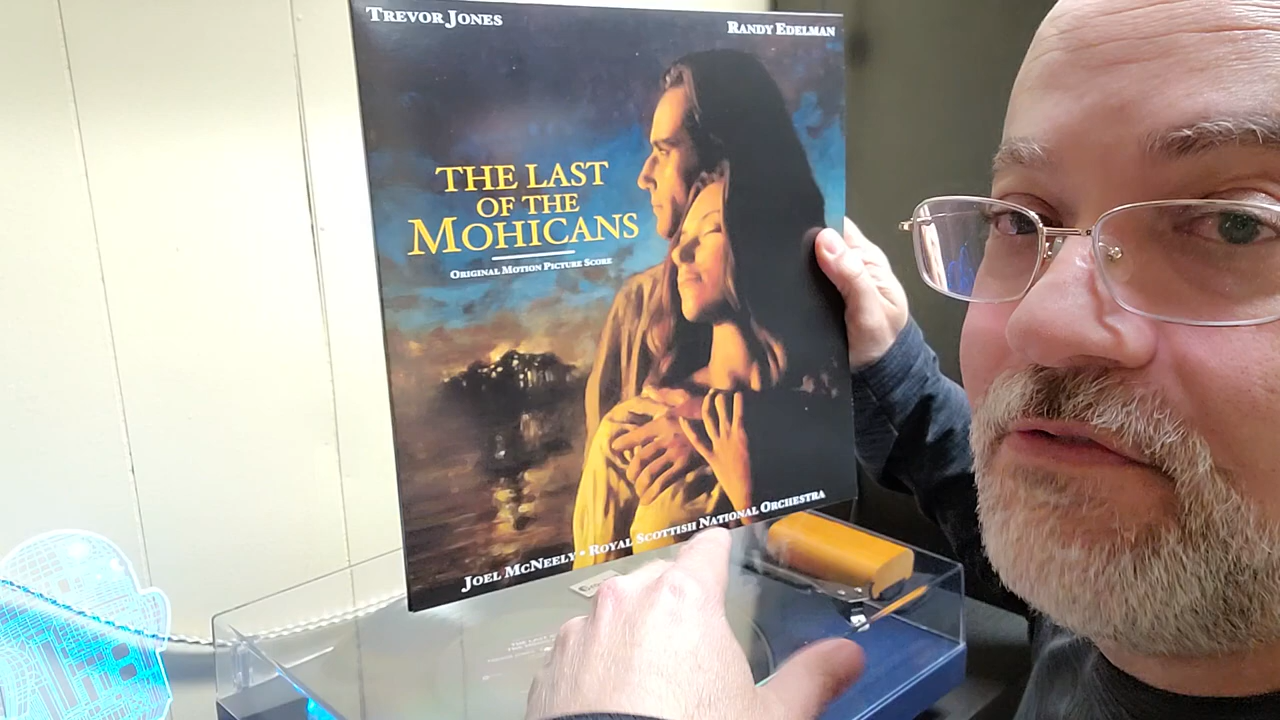 TREVOR JONES
RANDY EDELMAN
THE LAST
OF THE
MOHICANS
ORIGINAL MOTION PICTURE SCORE
JOEL MCNEELY • ROYAL SCOTTISH NATIONAL ORCHESTRA